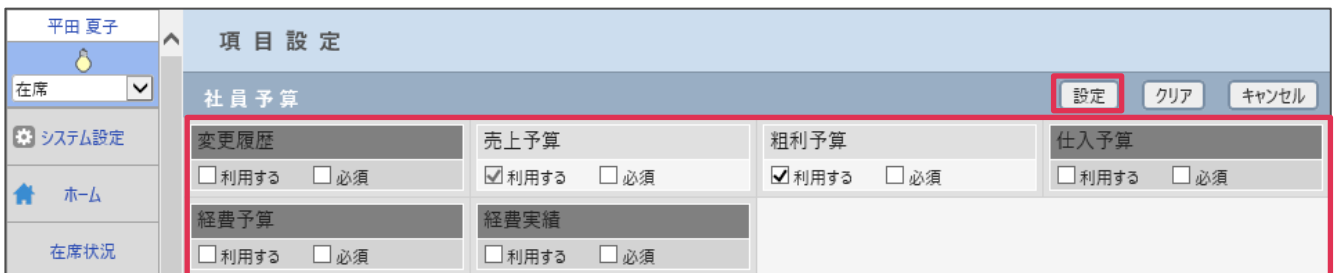 平田 夏子
在席
システム設定
ホーム
在席状況
項目設定
社員予算
設定 クリア キャンセル
変更履歴 売上予算 粗利予算 仕入予算
利用する 必須 利用する 必須 利用する 必須 利用する 必須
経費予算 経費実績
利用する 必須 利用する 必須